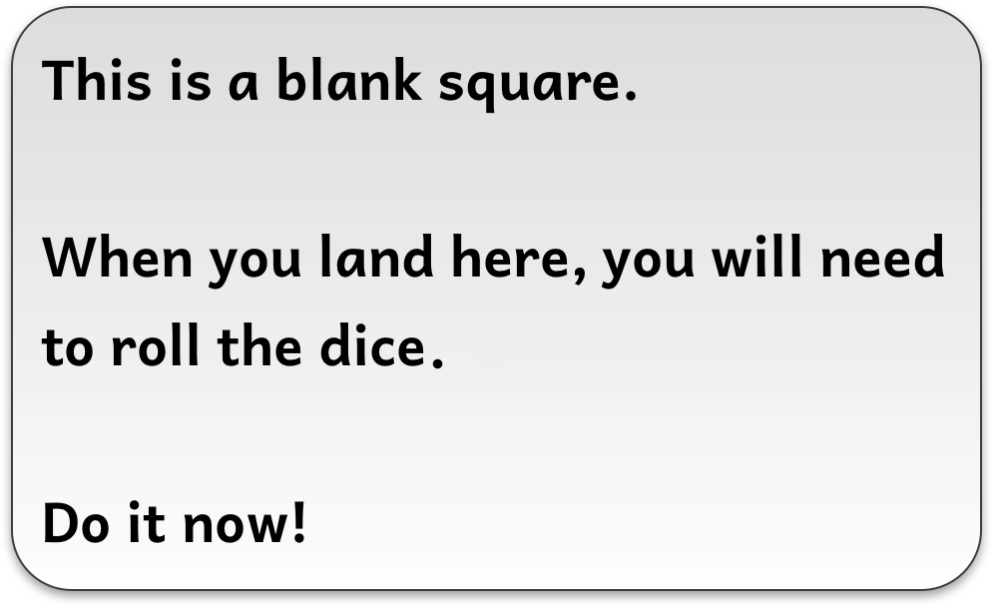 This is a blank square.
When you land here, you will need
to roll the dice.
Do it now!